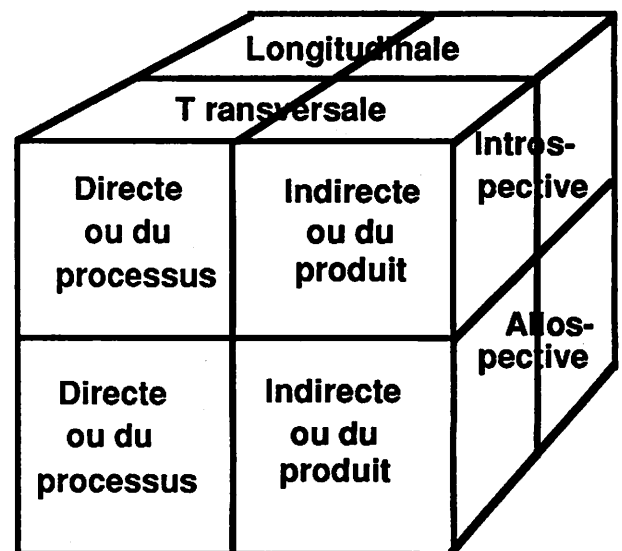 Longitudinale
T ransversale
Intros-
pective
Directe
ou du
processus
Indirecte
ou du
produit
Allos-
pective
Directe
ou du
processus
Indirecte
ou du
produit